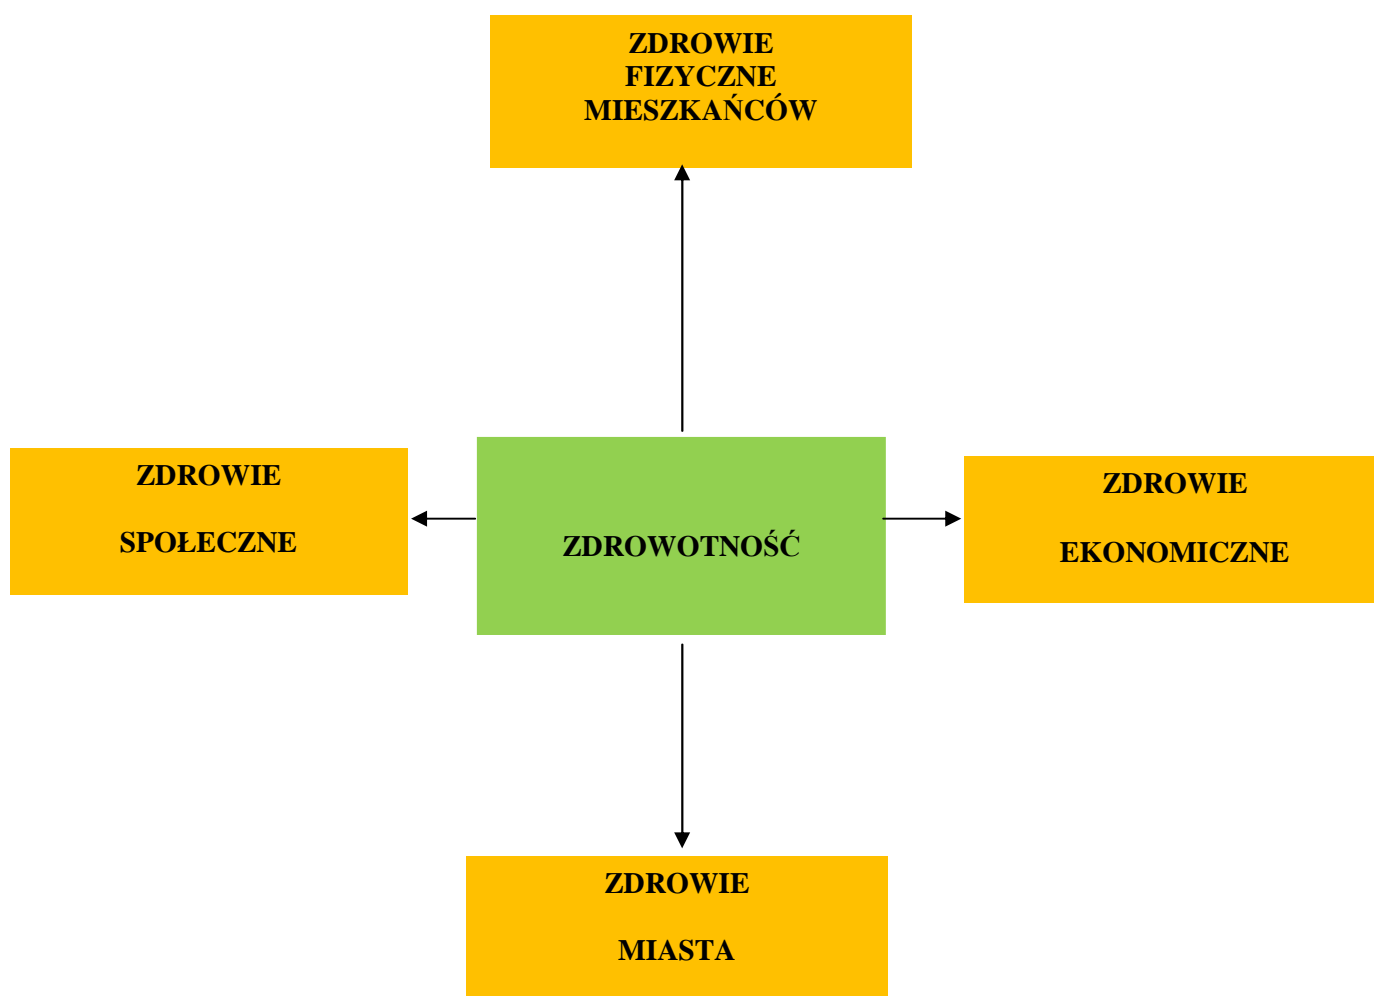 ZDROWIE
FIZYCZNE
MIESZKAŃCÓW
ZDROWIE
SPOŁECZNE
ZDROWOTNOŚĆ
ZDROWIE
EKONOMICZNE
ZDROWIE
MIASTA